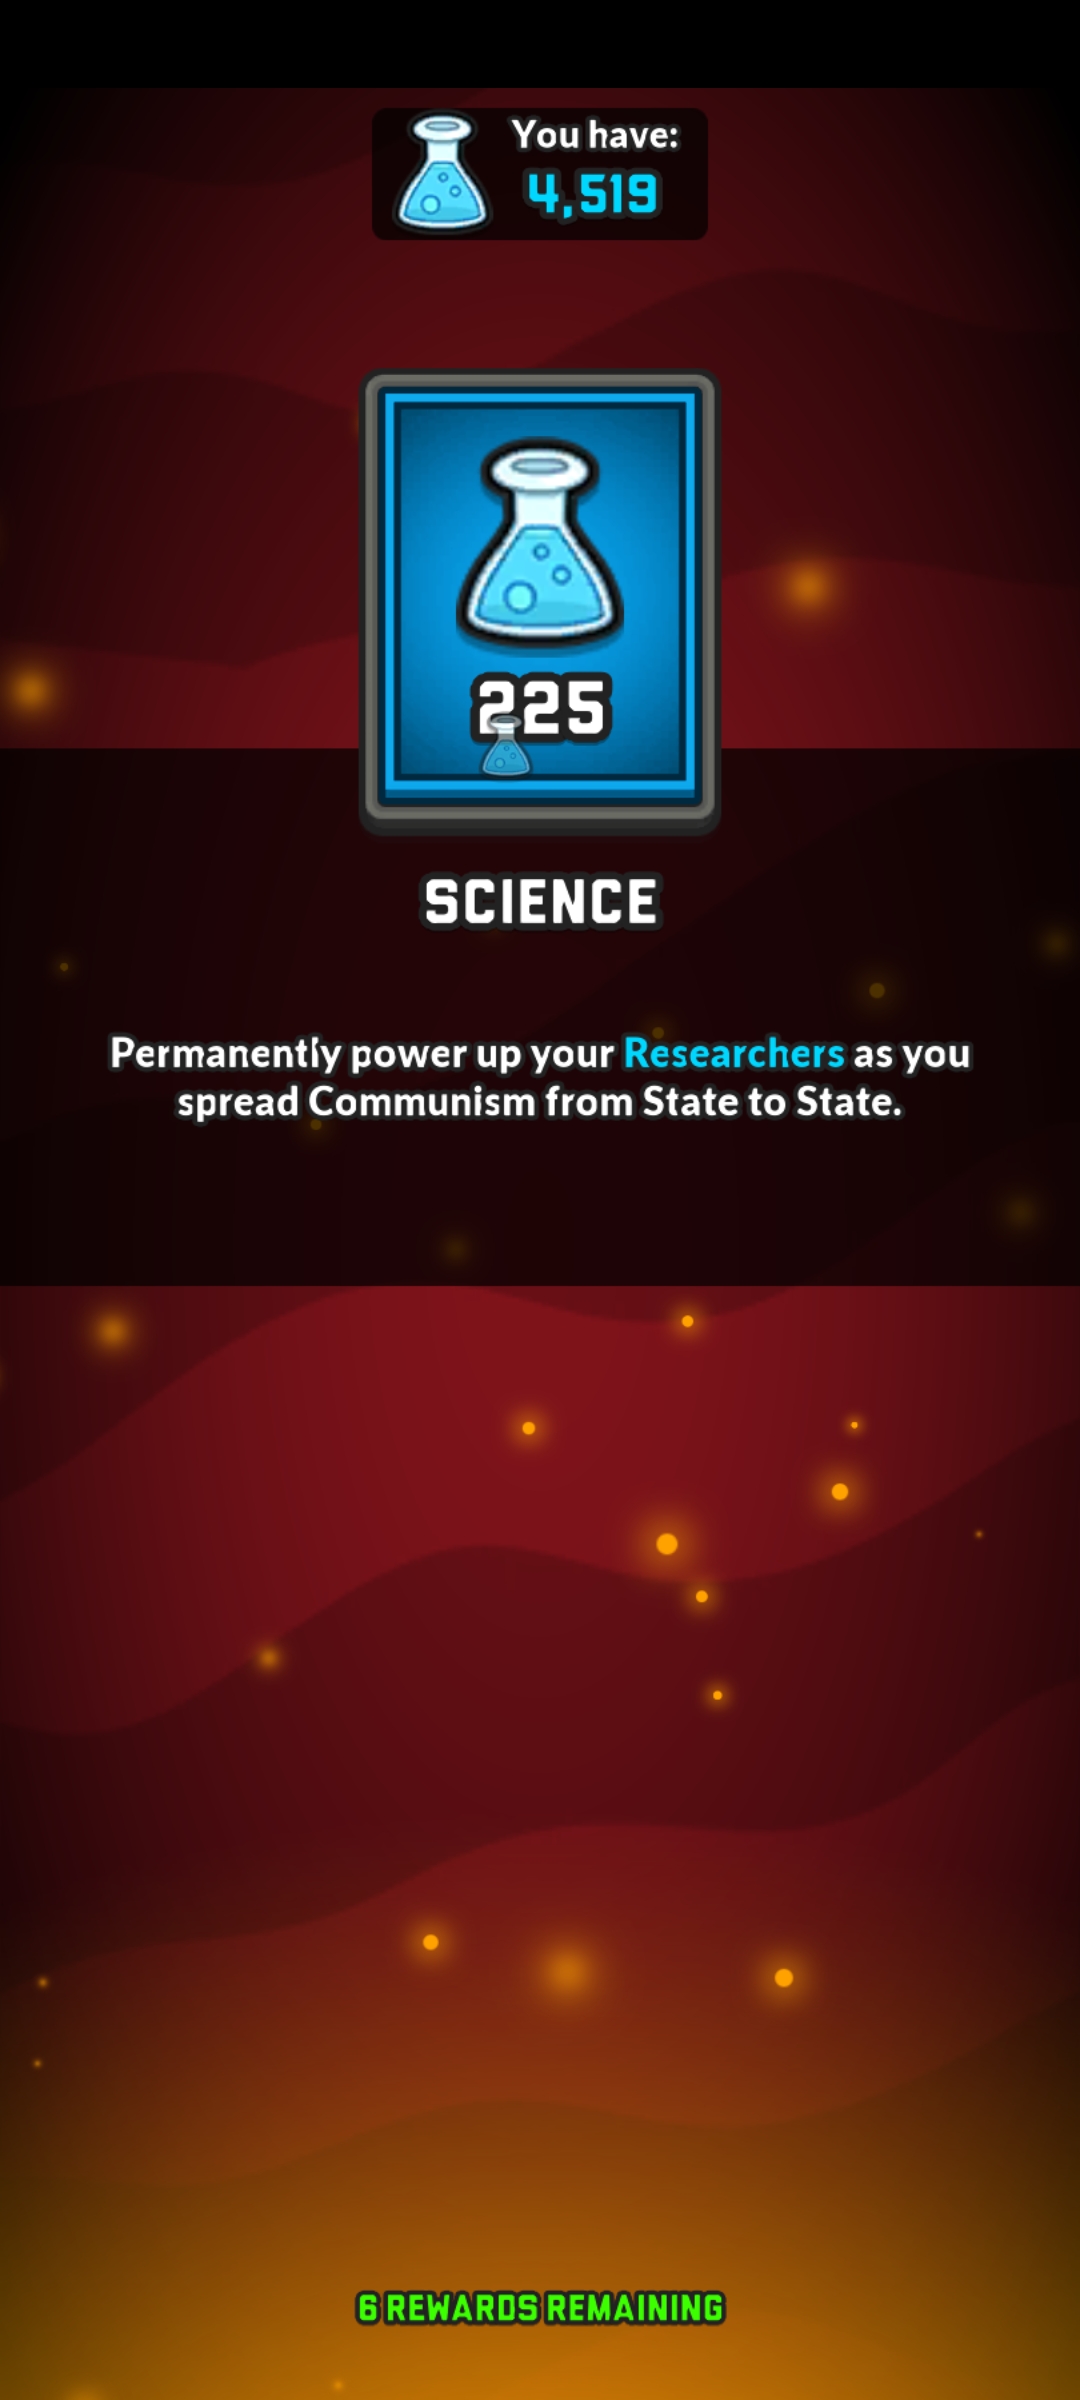 You have:
4,519
225
SCIENCE
Permanently power up your Researchers as you
spread Communism from State to State.
6 REWARDS REMAINING